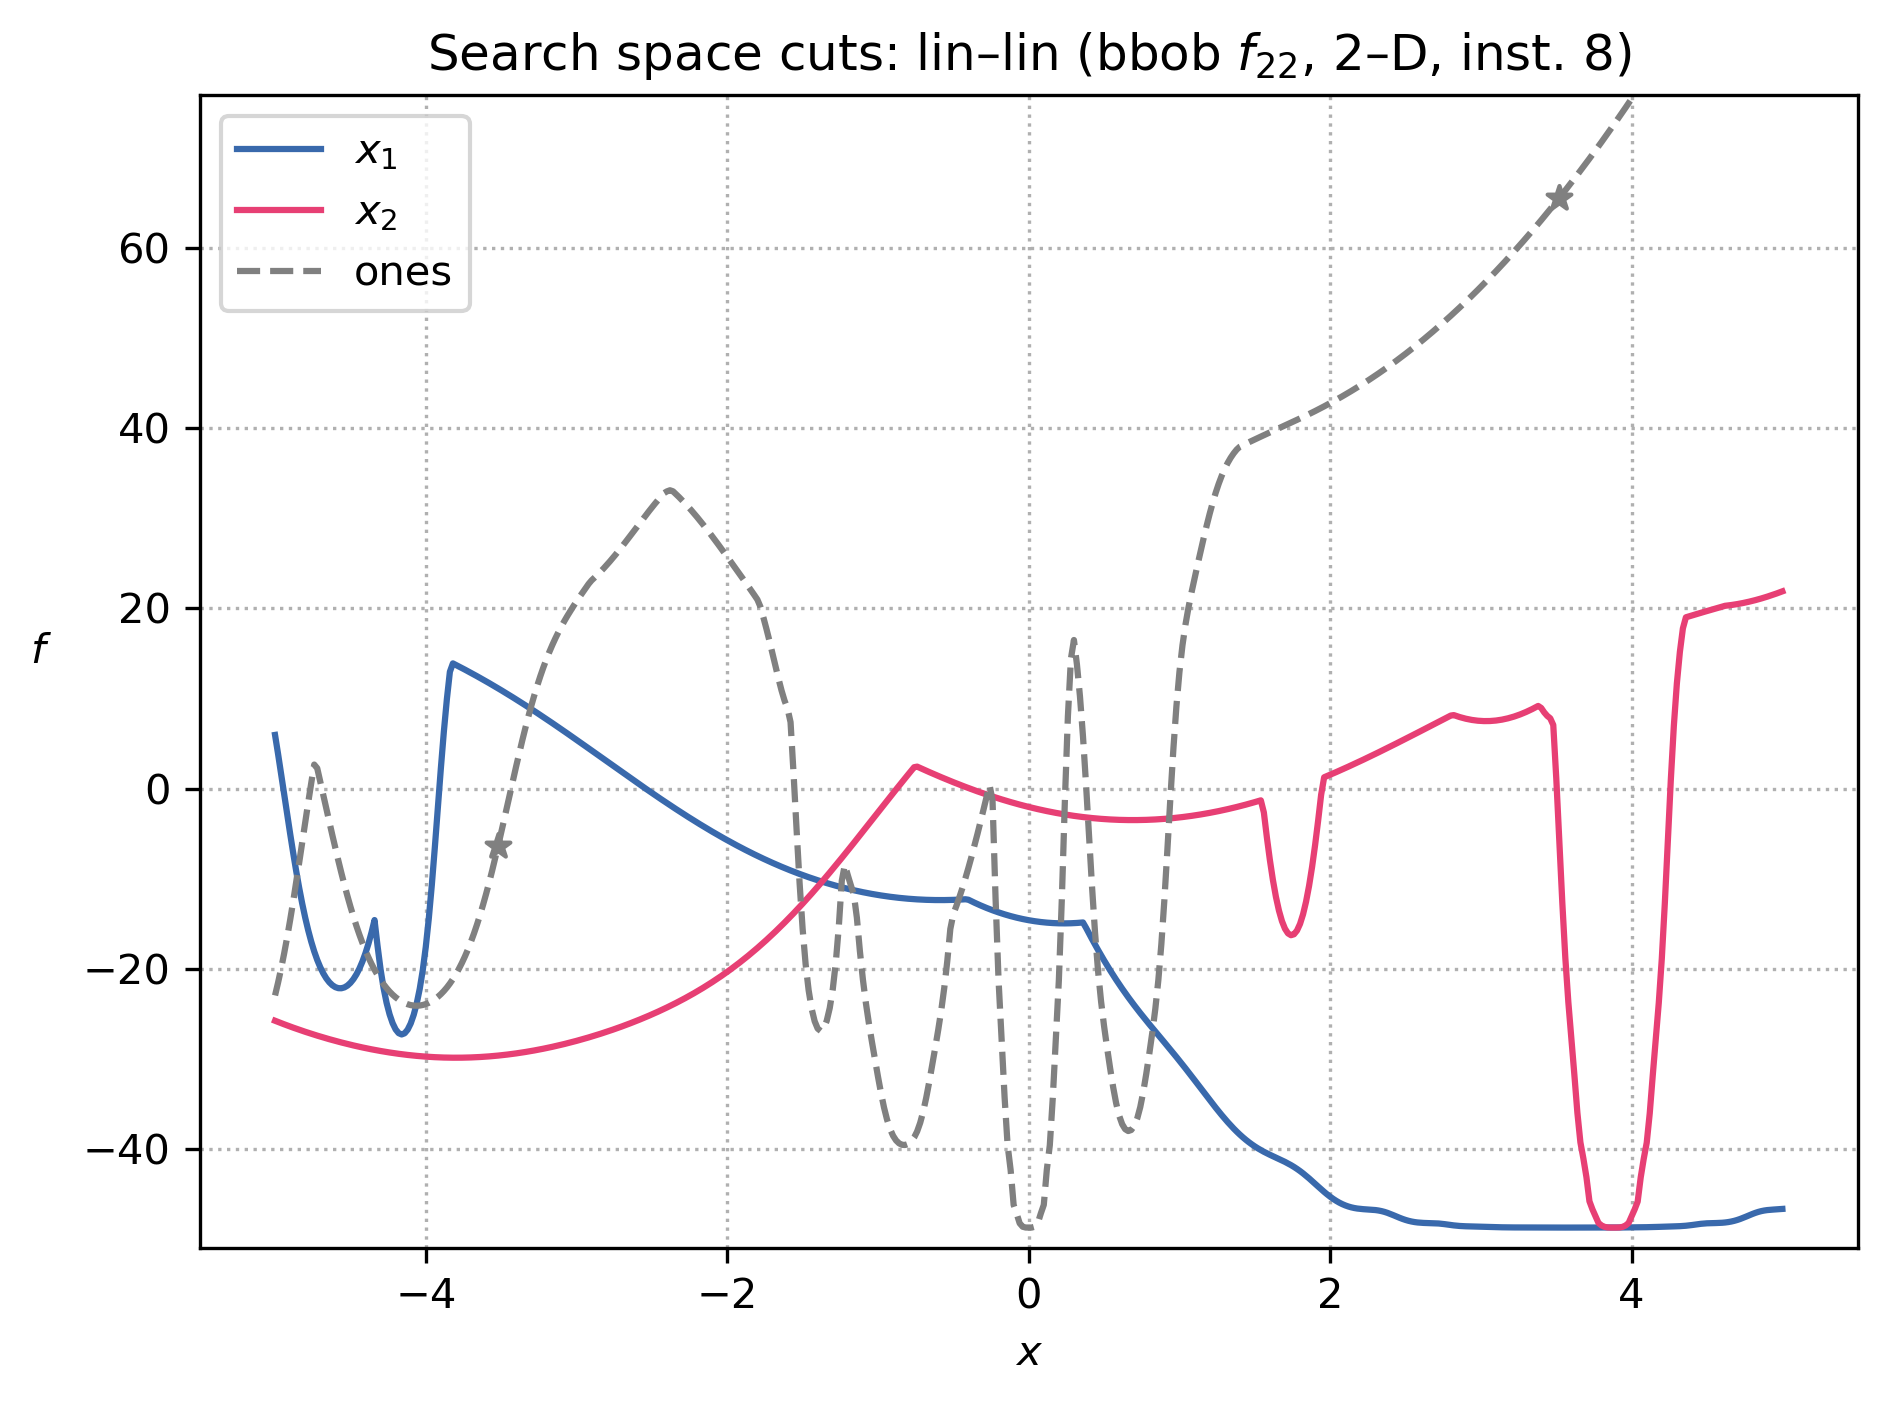 Search space cuts: lin–lin (bbob f₂₂, 2–D, inst. 8)
x₁
x₂
ones
60
40
20
0
−20
−40
f
−4
−2
0
2
4
x